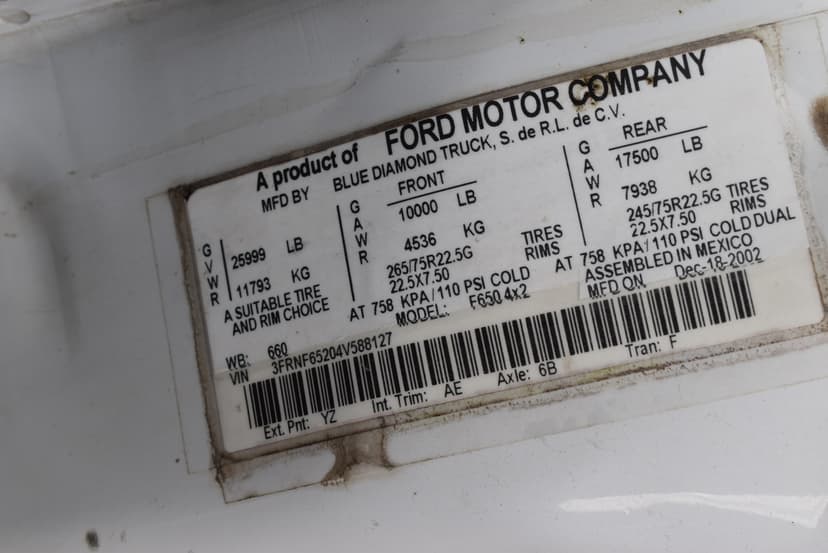 A product of FORD MOTOR COMPANY
MFD BY BLUE DIAMOND TRUCK, S. de R.L. de C.V.
GVWR
25999 LB
11793 KG
A SUITABLE TIRE
AND RIM CHOICE
GAWR
FRONT
10000 LB
4536 KG
265/75R22.5G TIRES
22.5X7.50 RIMS
AT 758 KPA/110 PSI COLD
GAWR
REAR
17500 LB
7938 KG
245/75R22.5G TIRES
22.5X7.50 RIMS
AT 758 KPA/110 PSI COLD DUAL
ASSEMBLED IN MEXICO
MODEL: F650 4x2 MFD ON Dec-18-2002
WB: 660
VIN 3FRNF65204V588127
Ext. Pnt: YZ Int. Trim: AE Axle: 6B Tran: F